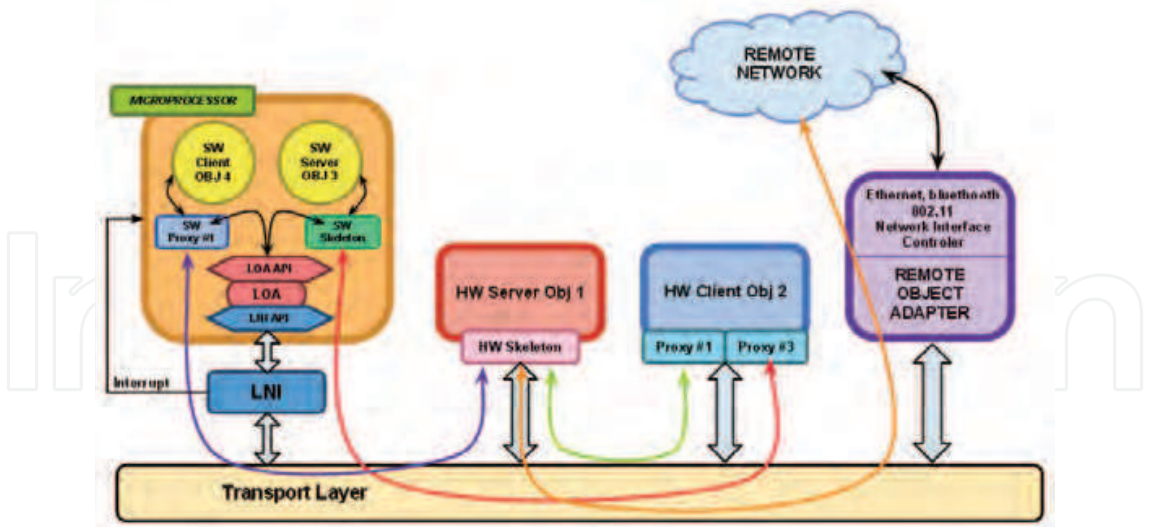 REMOTE
NETWORK
MICROPROCESSOR
SW
Client
OBJ 4
SW
Server
OBJ 3
SW
Proxy #1
SW
Skeleton
LOA API
LOA
LNI API
Interrupt
LNI
HW Server Obj 1
HW Skeleton
HW Client Obj 2
Proxy #1
Proxy #3
Ethernet, bluethooth
802.11
Network Interface
Controler
REMOTE
OBJECT
ADAPTER
Transport Layer